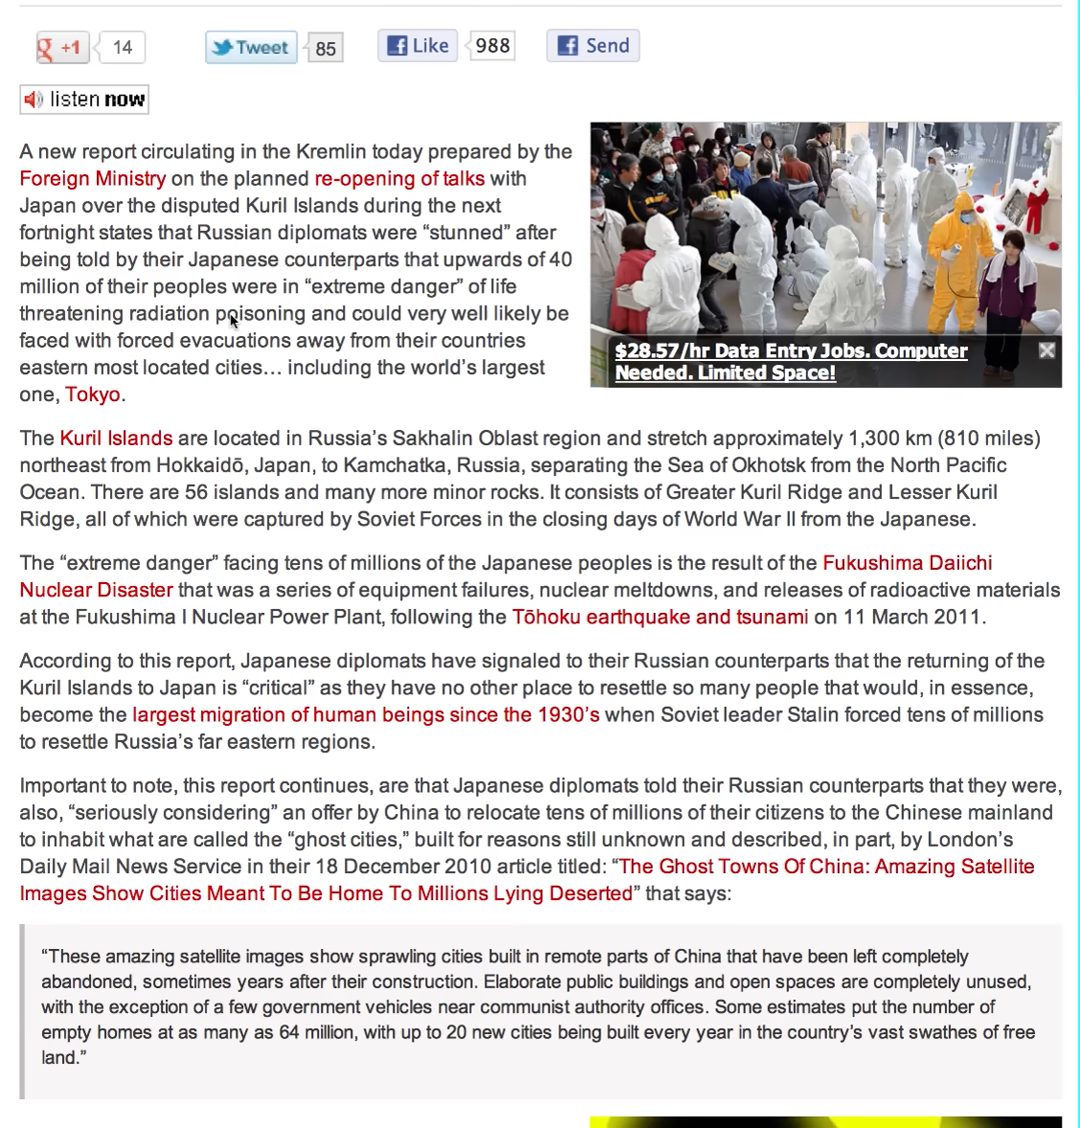 +1 14 Tweet 85 Like 988 Send
listen now
A new report circulating in the Kremlin today prepared by the
Foreign Ministry on the planned re-opening of talks with
Japan over the disputed Kuril Islands during the next
fortnight states that Russian diplomats were “stunned” after
being told by their Japanese counterparts that upwards of 40
million of their peoples were in “extreme danger” of life
threatening radiation poisoning and could very well likely be
faced with forced evacuations away from their countries
eastern most located cities… including the world’s largest
one, Tokyo.
$28.57/hr Data Entry Jobs. Computer
Needed. Limited Space!
The Kuril Islands are located in Russia’s Sakhalin Oblast region and stretch approximately 1,300 km (810 miles)
northeast from Hokkaidō, Japan, to Kamchatka, Russia, separating the Sea of Okhotsk from the North Pacific
Ocean. There are 56 islands and many more minor rocks. It consists of Greater Kuril Ridge and Lesser Kuril
Ridge, all of which were captured by Soviet Forces in the closing days of World War II from the Japanese.
The “extreme danger” facing tens of millions of the Japanese peoples is the result of the Fukushima Daiichi
Nuclear Disaster that was a series of equipment failures, nuclear meltdowns, and releases of radioactive materials
at the Fukushima I Nuclear Power Plant, following the Tōhoku earthquake and tsunami on 11 March 2011.
According to this report, Japanese diplomats have signaled to their Russian counterparts that the returning of the
Kuril Islands to Japan is “critical” as they have no other place to resettle so many people that would, in essence,
become the largest migration of human beings since the 1930’s when Soviet leader Stalin forced tens of millions
to resettle Russia’s far eastern regions.
Important to note, this report continues, are that Japanese diplomats told their Russian counterparts that they were,
also, “seriously considering” an offer by China to relocate tens of millions of their citizens to the Chinese mainland
to inhabit what are called the “ghost cities,” built for reasons still unknown and described, in part, by London’s
Daily Mail News Service in their 18 December 2010 article titled: “The Ghost Towns Of China: Amazing Satellite
Images Show Cities Meant To Be Home To Millions Lying Deserted” that says:
“These amazing satellite images show sprawling cities built in remote parts of China that have been left completely
abandoned, sometimes years after their construction. Elaborate public buildings and open spaces are completely unused,
with the exception of a few government vehicles near communist authority offices. Some estimates put the number of
empty homes at as many as 64 million, with up to 20 new cities being built every year in the country’s vast swathes of free
land.”